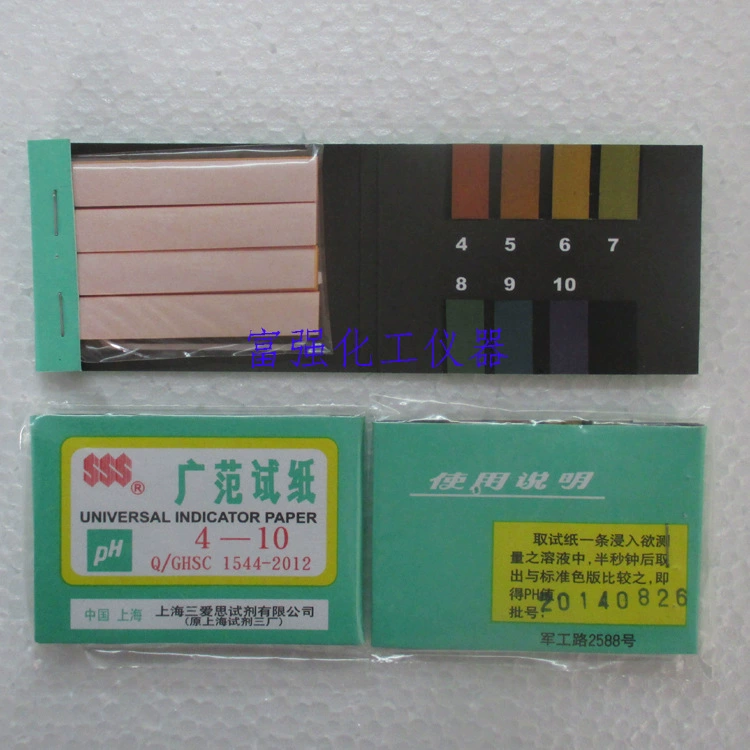 4 5 6 7
8 9 10
富强化工仪器
SSS® 广范试纸
UNIVERSAL INDICATOR PAPER
pH 4—10
Q/GHSC 1544-2012
中国 上海 上海三爱思试剂有限公司
(原上海试剂三厂)
使用说明
取试纸一条浸入欲测
量之溶液中,半秒钟后取
出与标准色版比较之,即
得PH值
批号: 20140826
军工路2588号